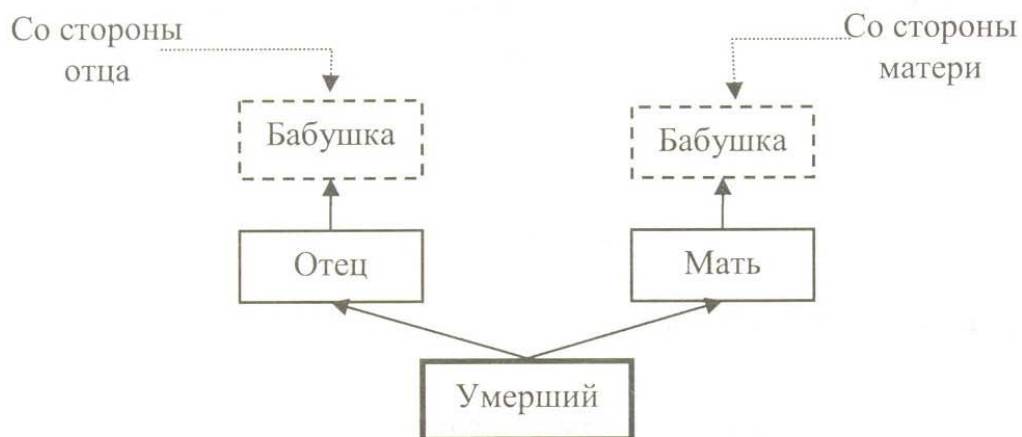 Со стороны
отца
Со стороны
матери
Бабушка
Бабушка
Отец
Мать
Умерший